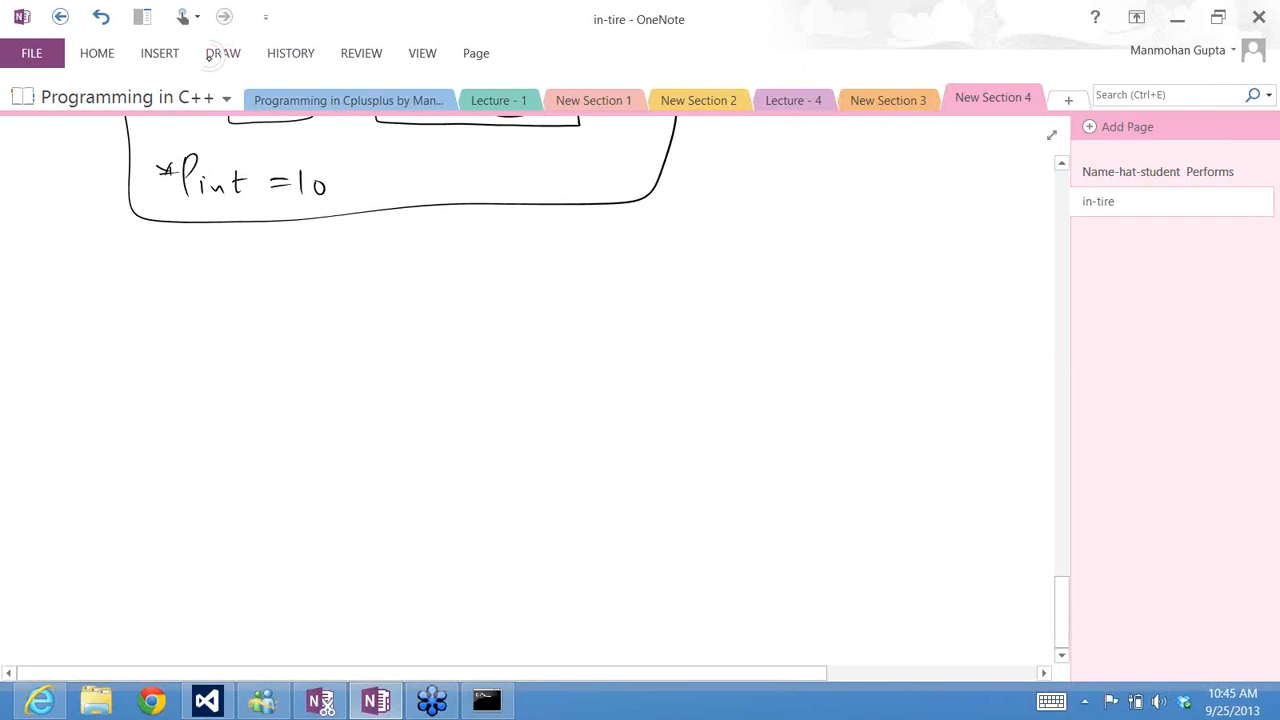 in-tire - OneNote
FILE HOME INSERT DRAW HISTORY REVIEW VIEW Page
Manmohan Gupta
Programming in C++
Programming in Cplusplus by Man... Lecture - 1 New Section 1 New Section 2 Lecture - 4 New Section 3 New Section 4
Search (Ctrl+E)
Add Page
*Pint =10
Name-hat-student Performs
in-tire
10:45 AM
9/25/2013